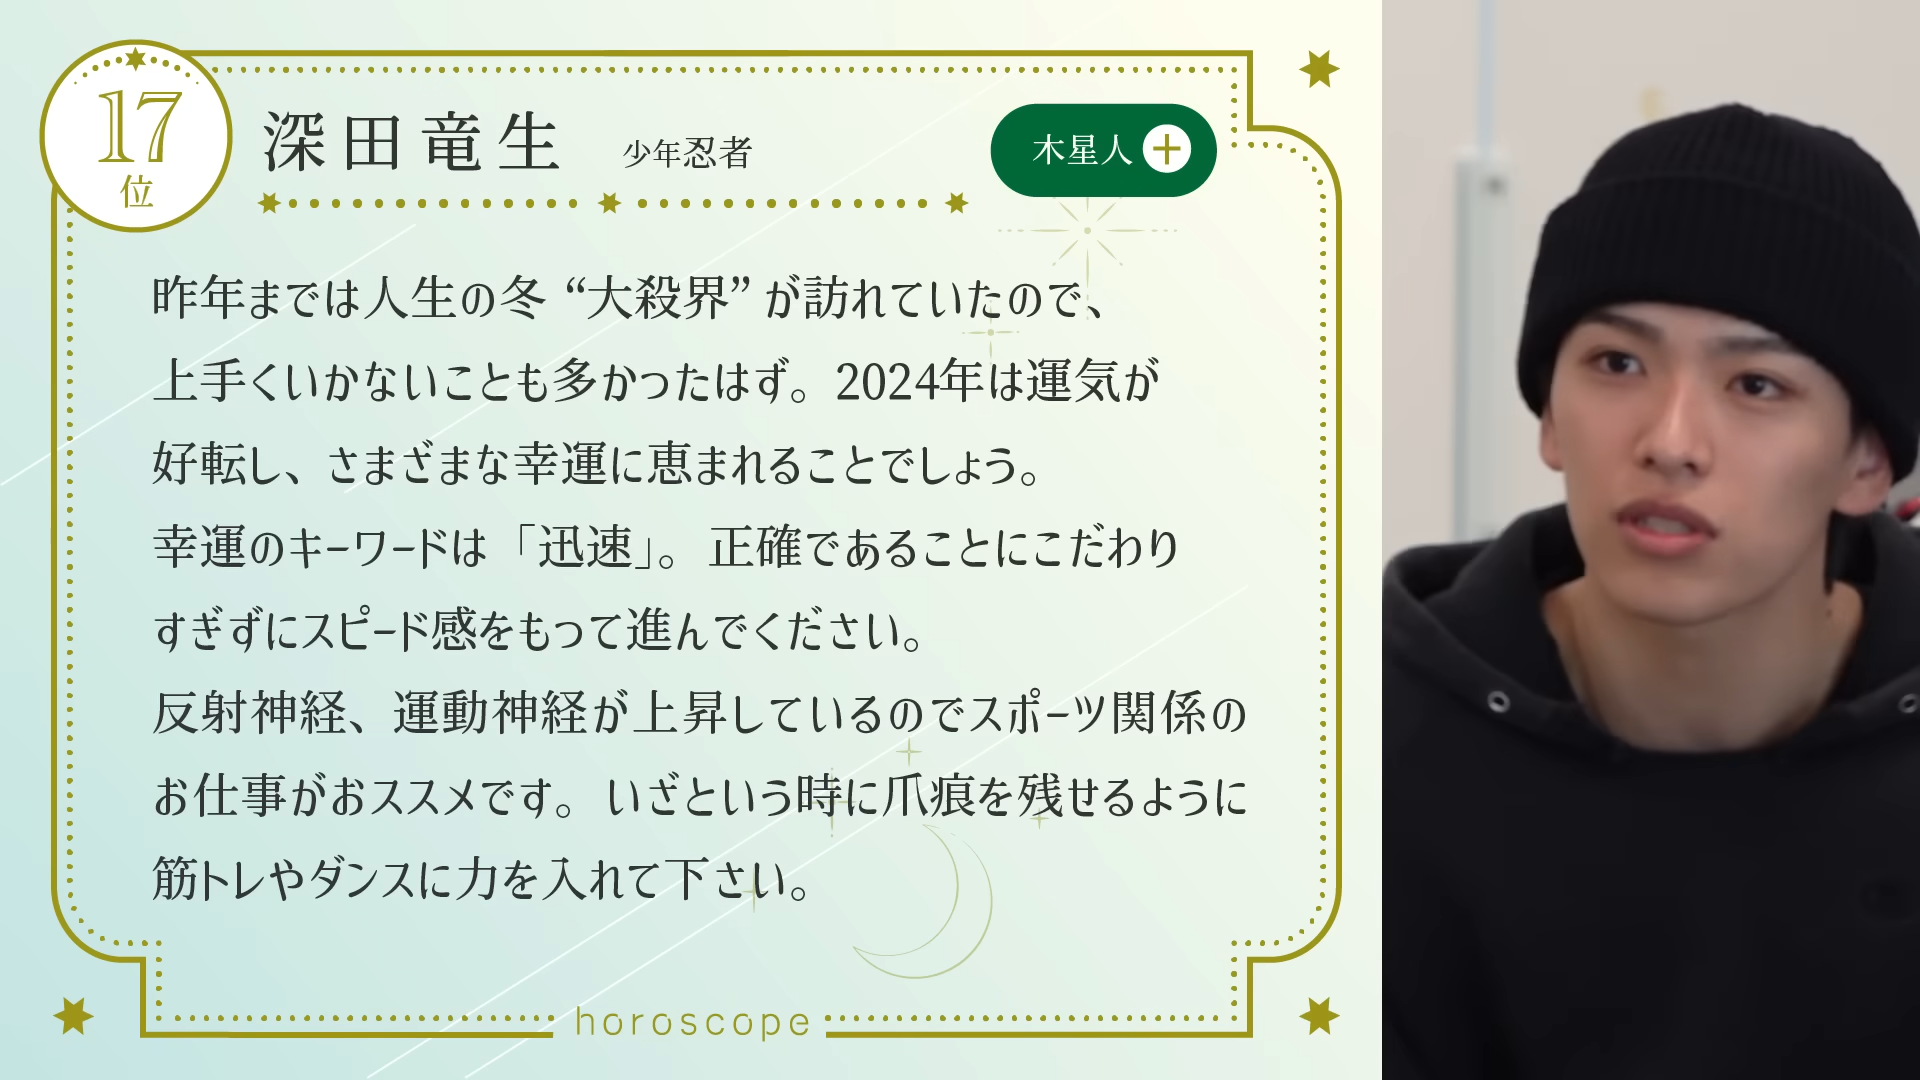 17
位
深田竜生 少年忍者
木星人+
昨年までは人生の冬“大殺界”が訪れていたので、
上手くいかないことも多かったはず。2024年は運気が
好転し、さまざまな幸運に恵まれることでしょう。
幸運のキーワードは「迅速」。正確であることにこだわり
すぎずにスピード感をもって進んでください。
反射神経、運動神経が上昇しているのでスポーツ関係の
お仕事がおススメです。いざという時に爪痕を残せるように
筋トレやダンスに力を入れて下さい。
horoscope